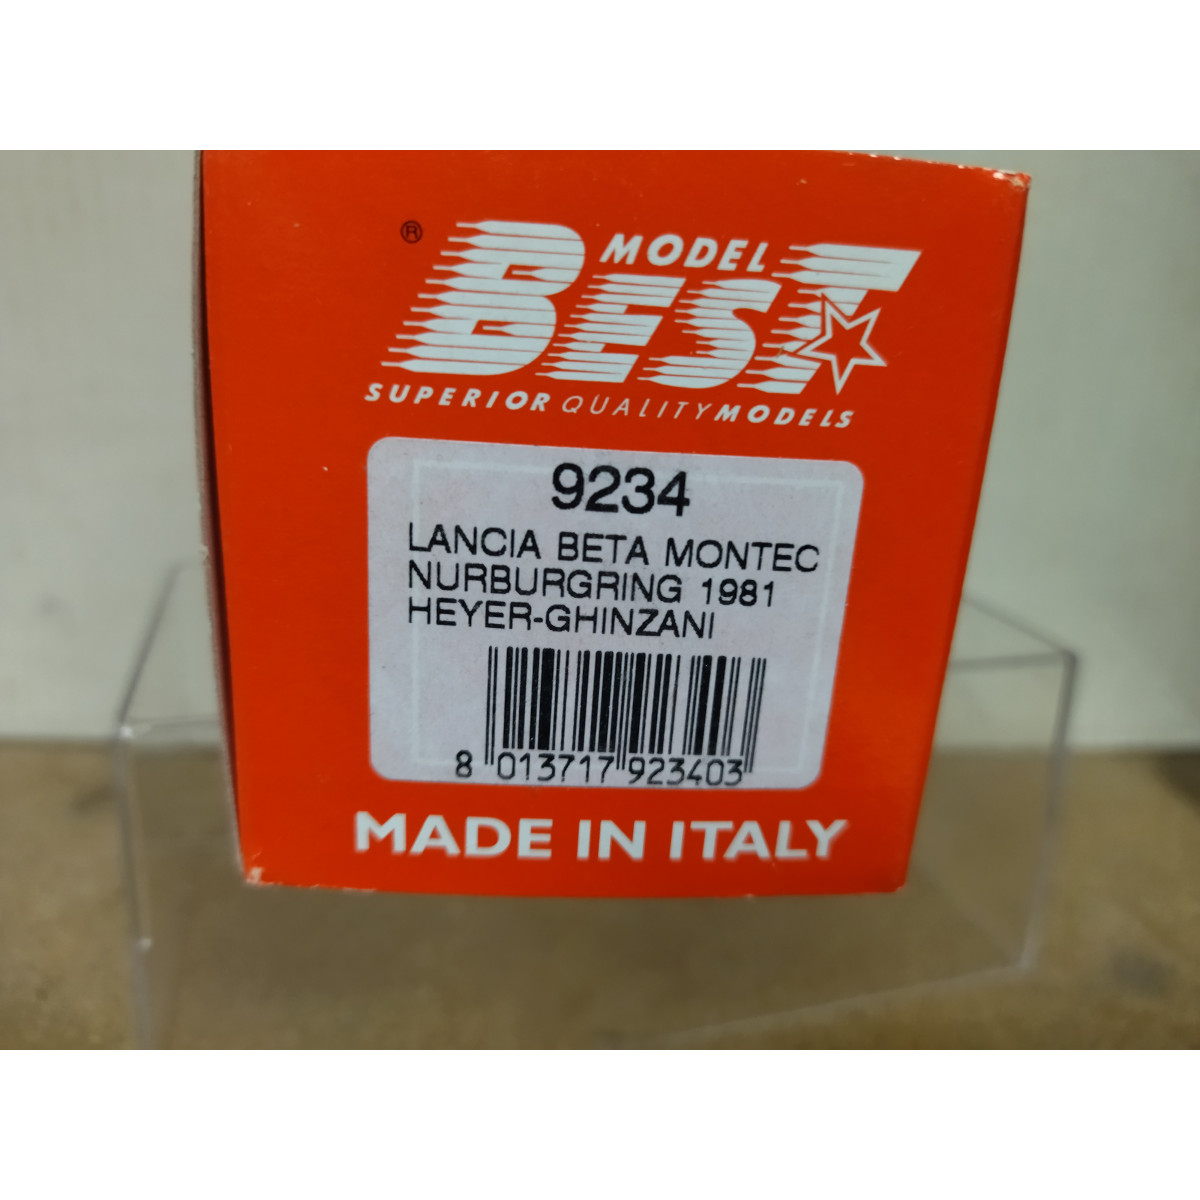 ®
MODEL
BEST
SUPERIOR QUALITY MODELS
9234
LANCIA BETA MONTEC
NURBURGRING 1981
HEYER-GHINZANI
8 013717 923403
MADE IN ITALY